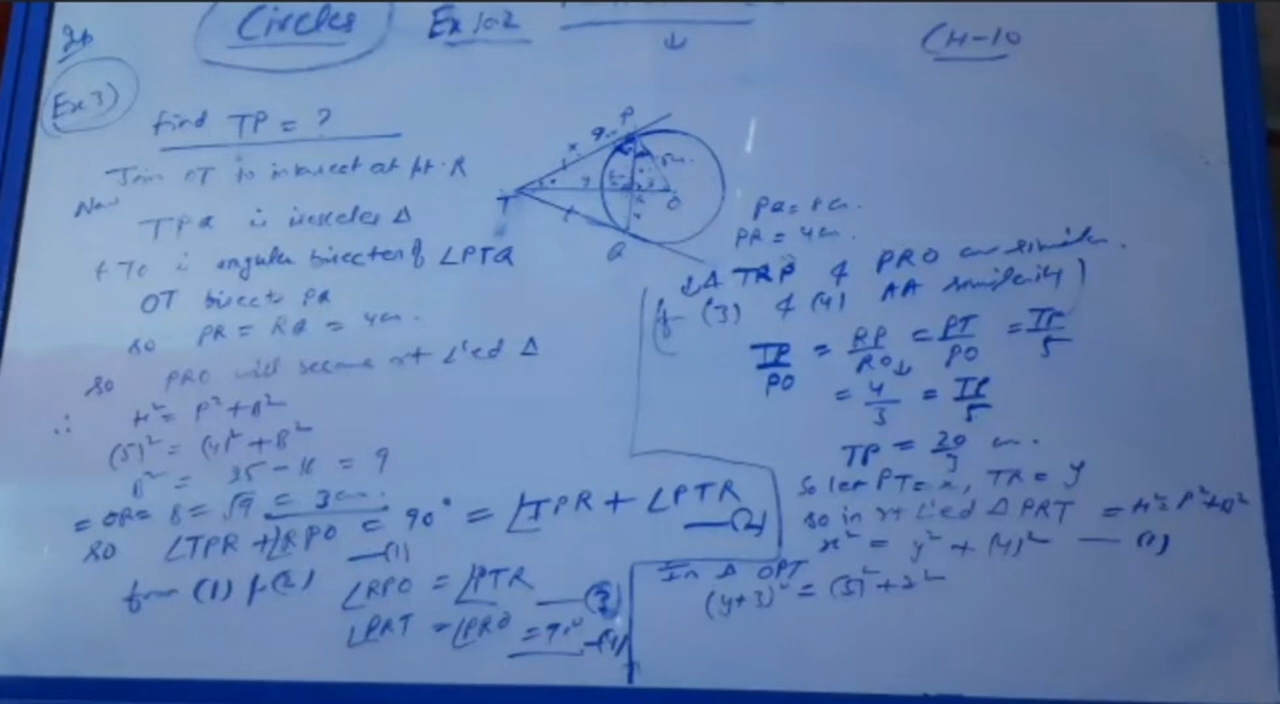 Circles Ex 10.2
CH-10
Ex 3)
find TP = ?
Join OT to intersect at pt. R
Now
TPQ is isosceles Δ
& TO is angular bisector of ∠PTQ
OT bisects PQ
so PR = RQ = 4cm.
so PRO will become rt ∠'ed Δ
∴ H² = P² + B²
(5)² = (4)² + B²
B² = 25 - 16 = 9
= OR = B = √9 = 3cm.
so ∠TPR + ∠RPO = 90° = ∠TPR + ∠PTR
—(1) —(2)
from (1) & (2) ∠RPO = ∠PTR —(3)
∠PRT = ∠PRO = 90° —(4)
P
T
O
Q
x
y
PQ = 8cm.
PR = 4cm.
Δ TRP & PRO are similar.
(3) & (4) AA similarity)
TP/PO = RP/RO = PT/PO = TP/5
= 4/3 = TP/5
TP = 20/3 cm.
So let PT = x, TR = y
so in rt ∠'ed Δ PRT = H² = P² + B²
x² = y² + (4)² — (1)
In Δ OPT
(y+3)² = (5)² + x²